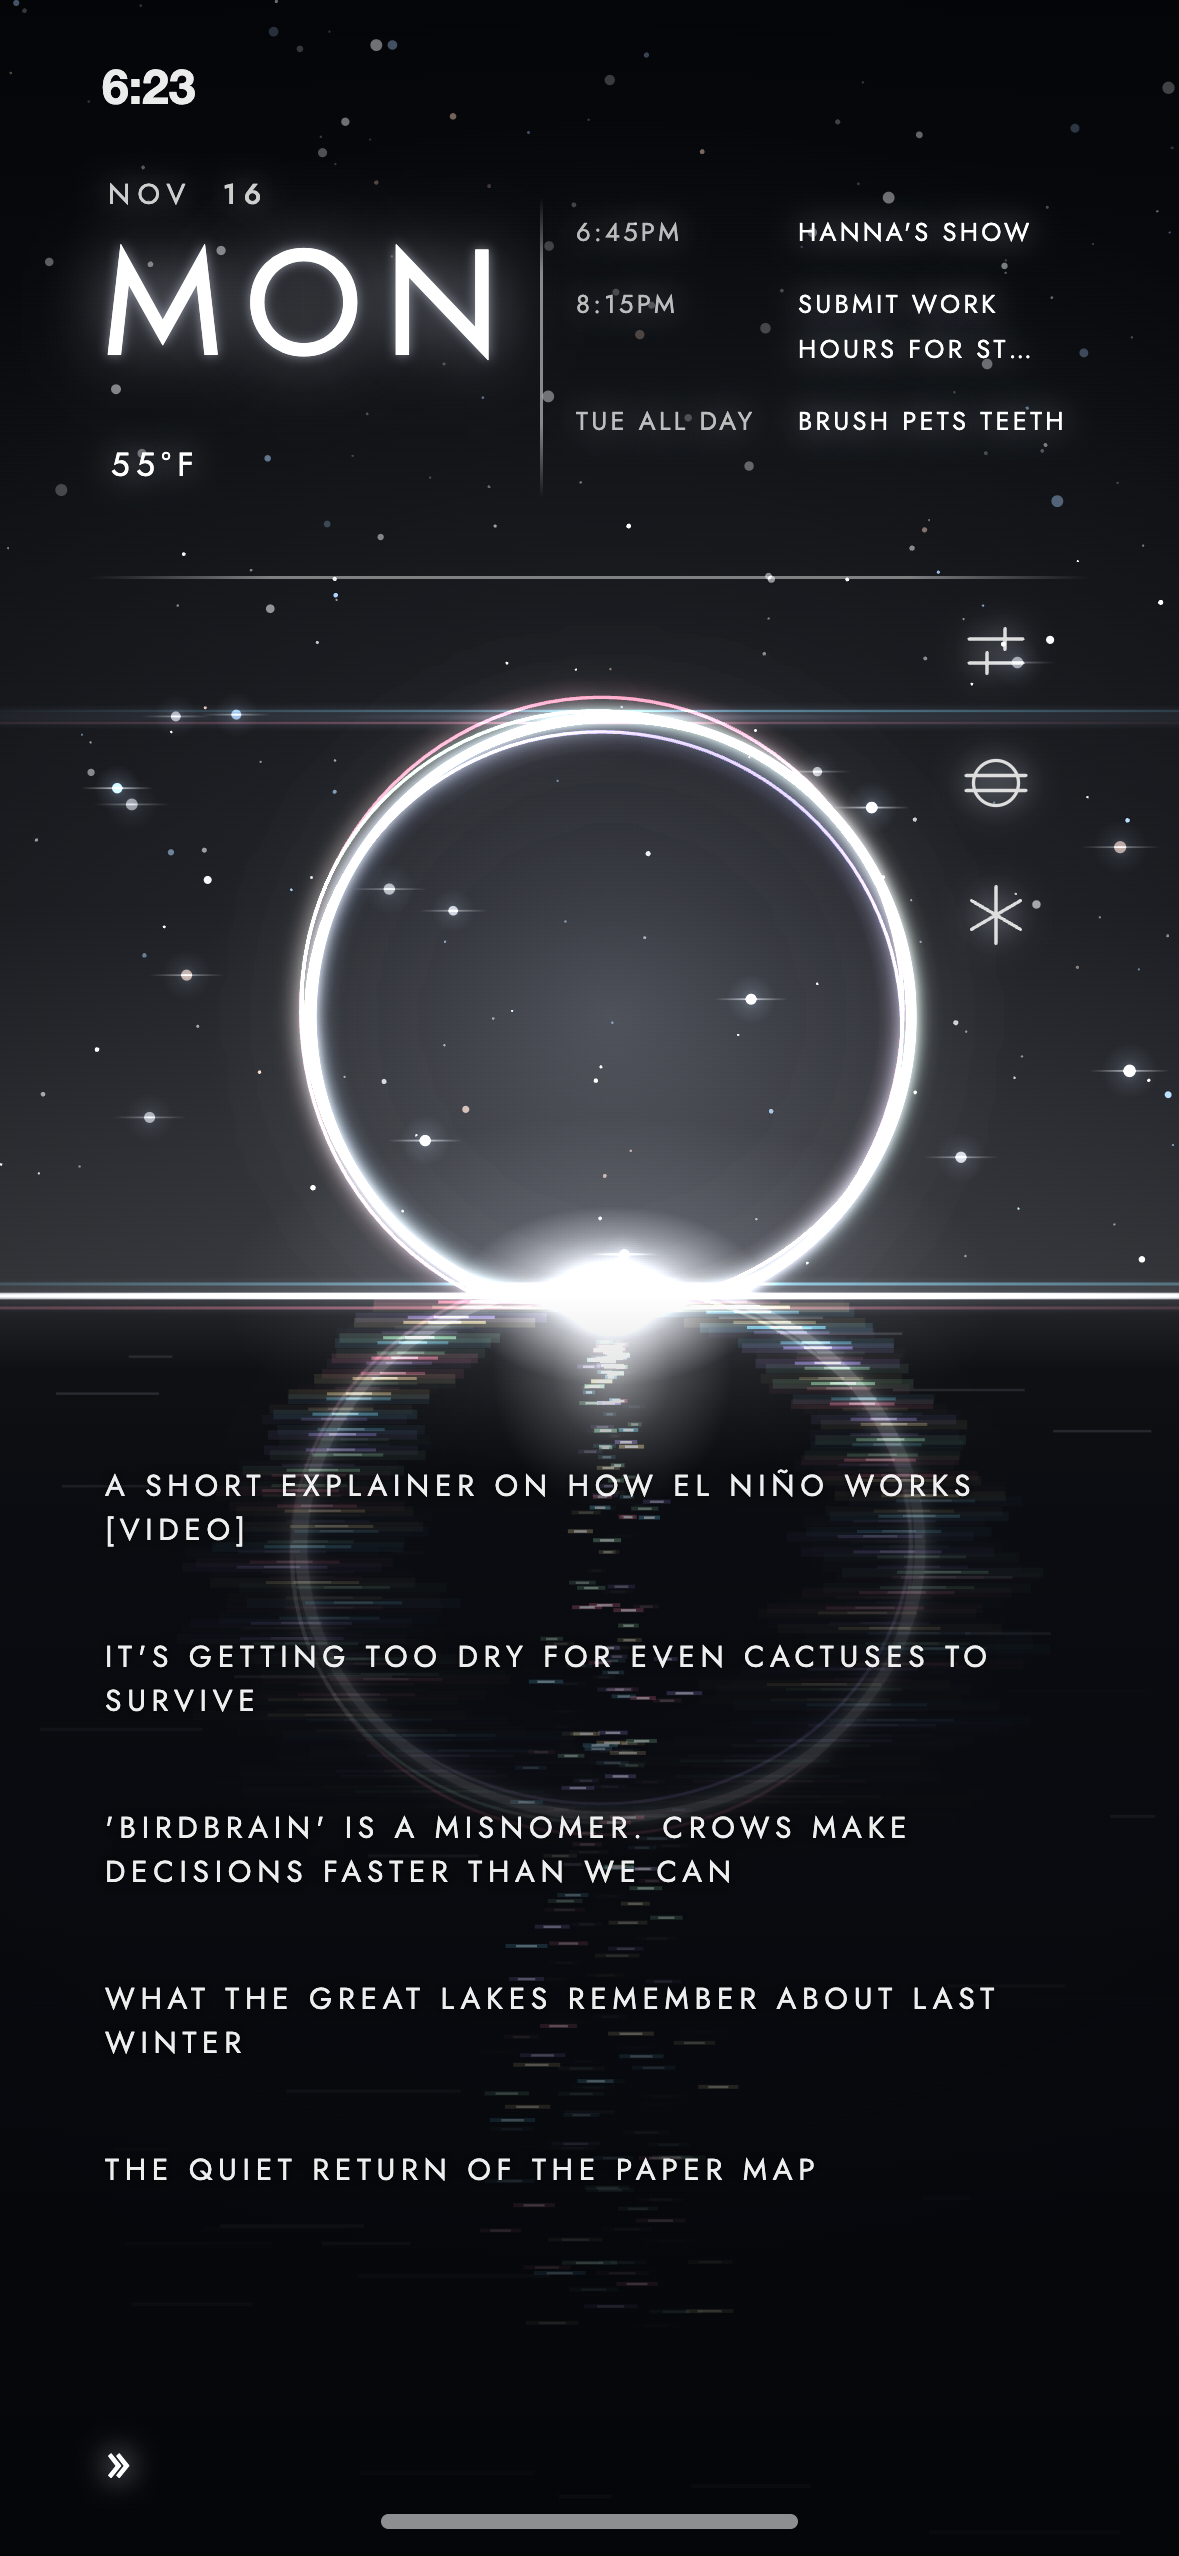 6:23
NOV 16
MON
55°F
6:45PM HANNA'S SHOW
8:15PM SUBMIT WORK
HOURS FOR ST...
TUE ALL DAY BRUSH PETS TEETH
A SHORT EXPLAINER ON HOW EL NIÑO WORKS
[VIDEO]
IT'S GETTING TOO DRY FOR EVEN CACTUSES TO
SURVIVE
'BIRDBRAIN' IS A MISNOMER. CROWS MAKE
DECISIONS FASTER THAN WE CAN
WHAT THE GREAT LAKES REMEMBER ABOUT LAST
WINTER
THE QUIET RETURN OF THE PAPER MAP
»